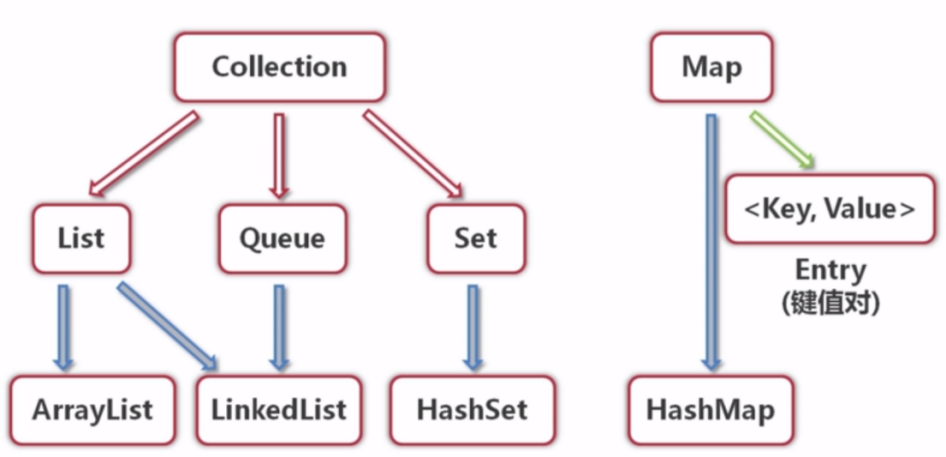 Collection
Map
<Key, Value>
List
Queue
Set
Entry
(键值对)
ArrayList
LinkedList
HashSet
HashMap